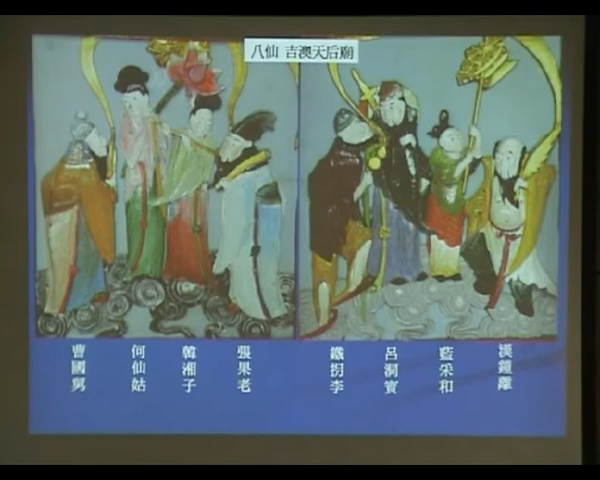 八仙 吉澳天后廟
曹國舅
何仙姑
韓湘子
張果老
鐵拐李
呂洞賓
藍采和
漢鐘離